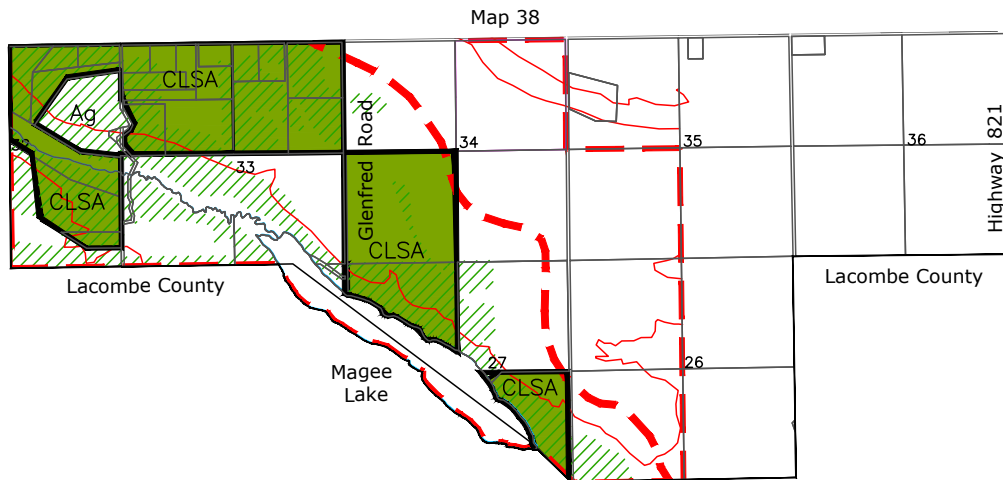 Map 38
CLSA
Ag
Road
34
35
36
Highway 821
32
33
CLSA
Glenfred
CLSA
Lacombe County
Lacombe County
Magee
Lake
27
26
CLSA